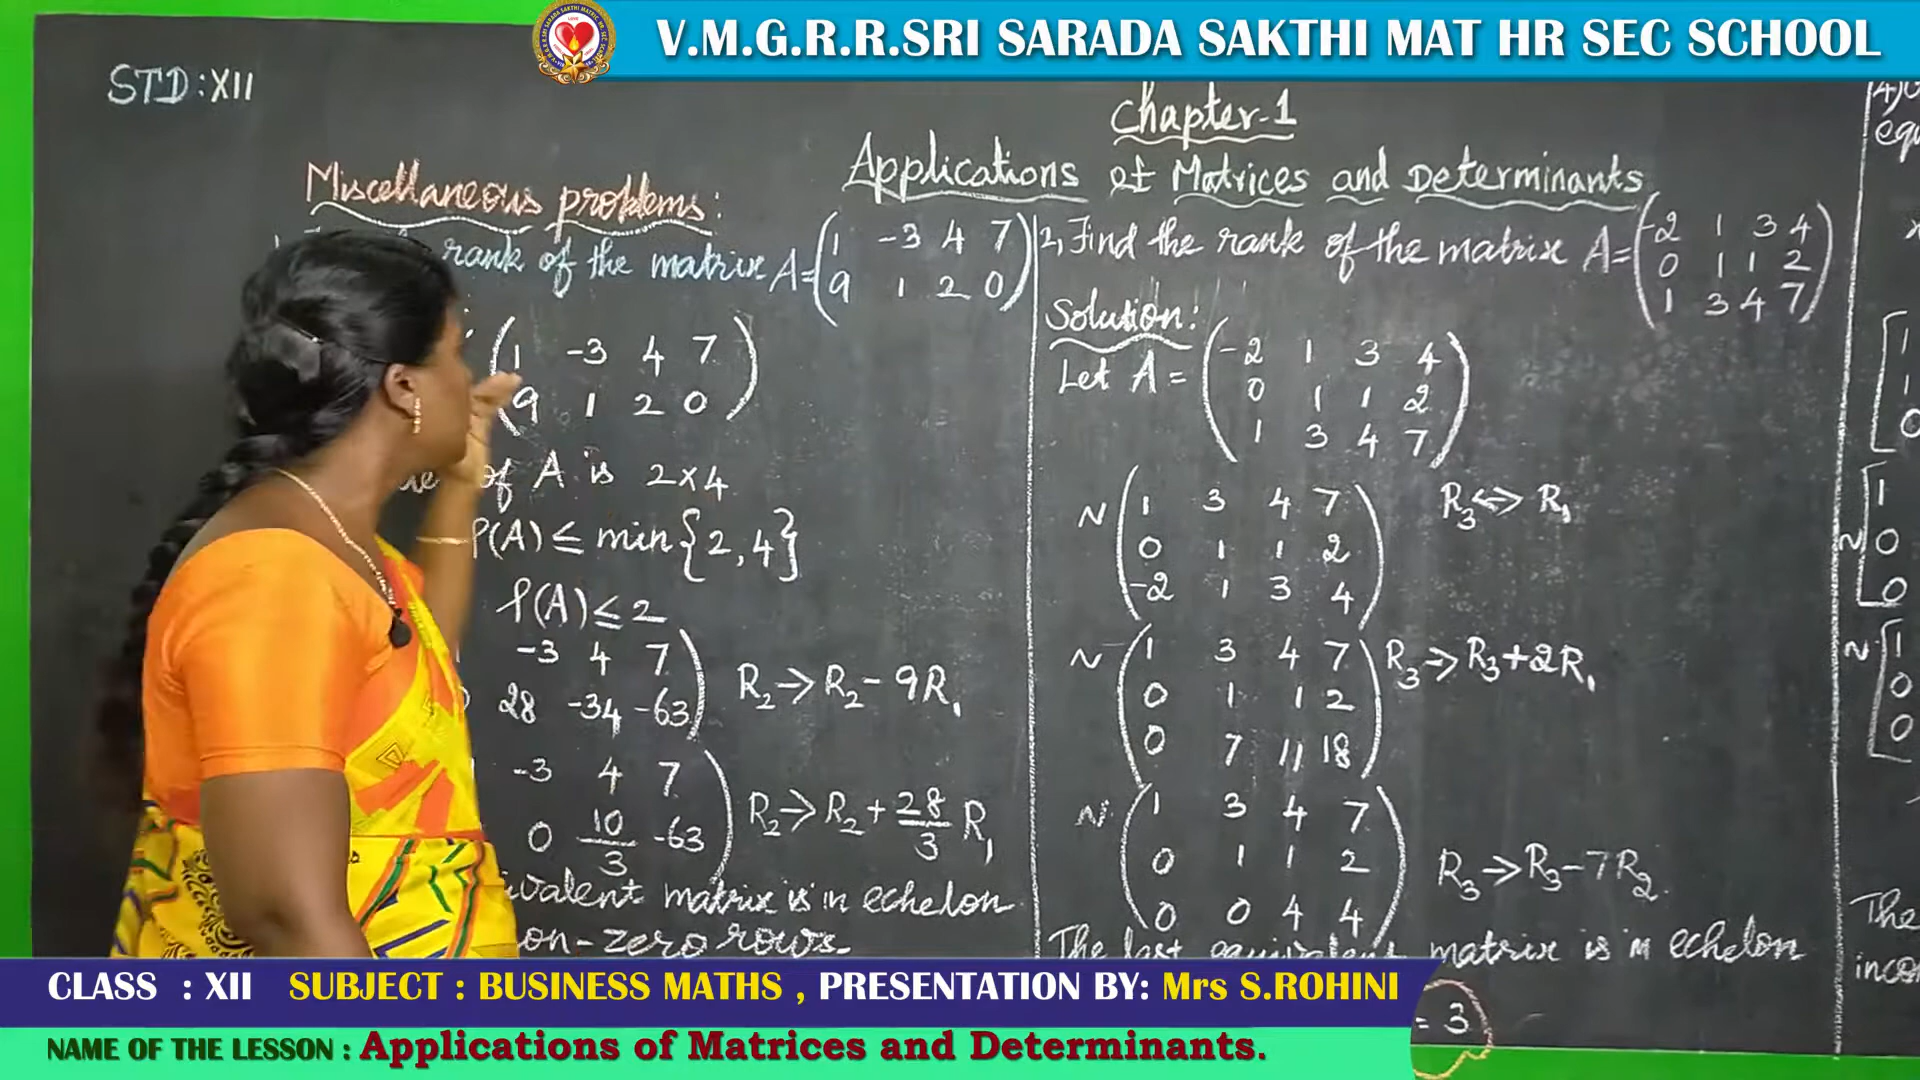 V.M.G.R.R.SRI SARADA SAKTHI MAT HR SEC SCHOOL
STD:XII
Chapter-1
Applications of Matrices and Determinants
Miscellaneous problems:
rank of the matrix A=(1 -3 4 7
9 1 2 0)
(1 -3 4 7
9 1 2 0)
of A is 2×4
ρ(A) ≤ min{2,4}
ρ(A) ≤ 2
-3 4 7
28 -34 -63) R₂→R₂-9R₁
-3 4 7
0 10/3 -63) R₂→R₂+28/3 R₁
ivalent matrix is in echelon
on-zero rows.
2, Find the rank of the matrix A=(-2 1 3 4
0 1 1 2
1 3 4 7)
Solution:
Let A = (-2 1 3 4
0 1 1 2
1 3 4 7)
~ (1 3 4 7
0 1 1 2
-2 1 3 4) R₃↔R₁
~ (1 3 4 7
0 1 1 2
0 7 11 18) R₃→R₃+2R₁
~ (1 3 4 7
0 1 1 2
0 0 4 4) R₃→R₃-7R₂
The last equivalent matrix is in echelon
= 3
equ
The
incon
CLASS : XII SUBJECT : BUSINESS MATHS , PRESENTATION BY: Mrs S.ROHINI
NAME OF THE LESSON : Applications of Matrices and Determinants.